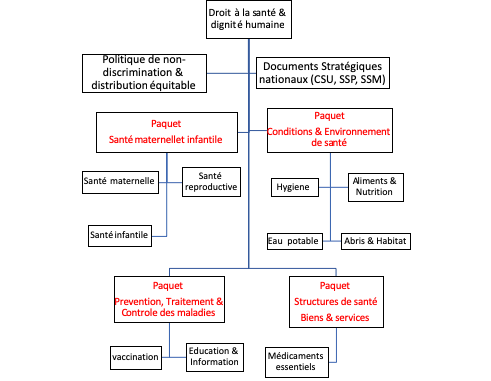 Droit à la santé &
dignité humaine
Politique de non-
discrimination &
distribution équitable
Documents Stratégiques
nationaux (CSU, SSP, SSM)
Paquet
Santé maternellet infantile
Paquet
Conditions & Environnement
de santé
Santé maternelle
Santé
reproductive
Hygiene
Aliments &
Nutrition
Santé infantile
Eau potable
Abris & Habitat
Paquet
Prevention, Traitement &
Controle des maladies
Paquet
Structures de santé
Biens & services
vaccination
Education &
Information
Médicaments
essentiels